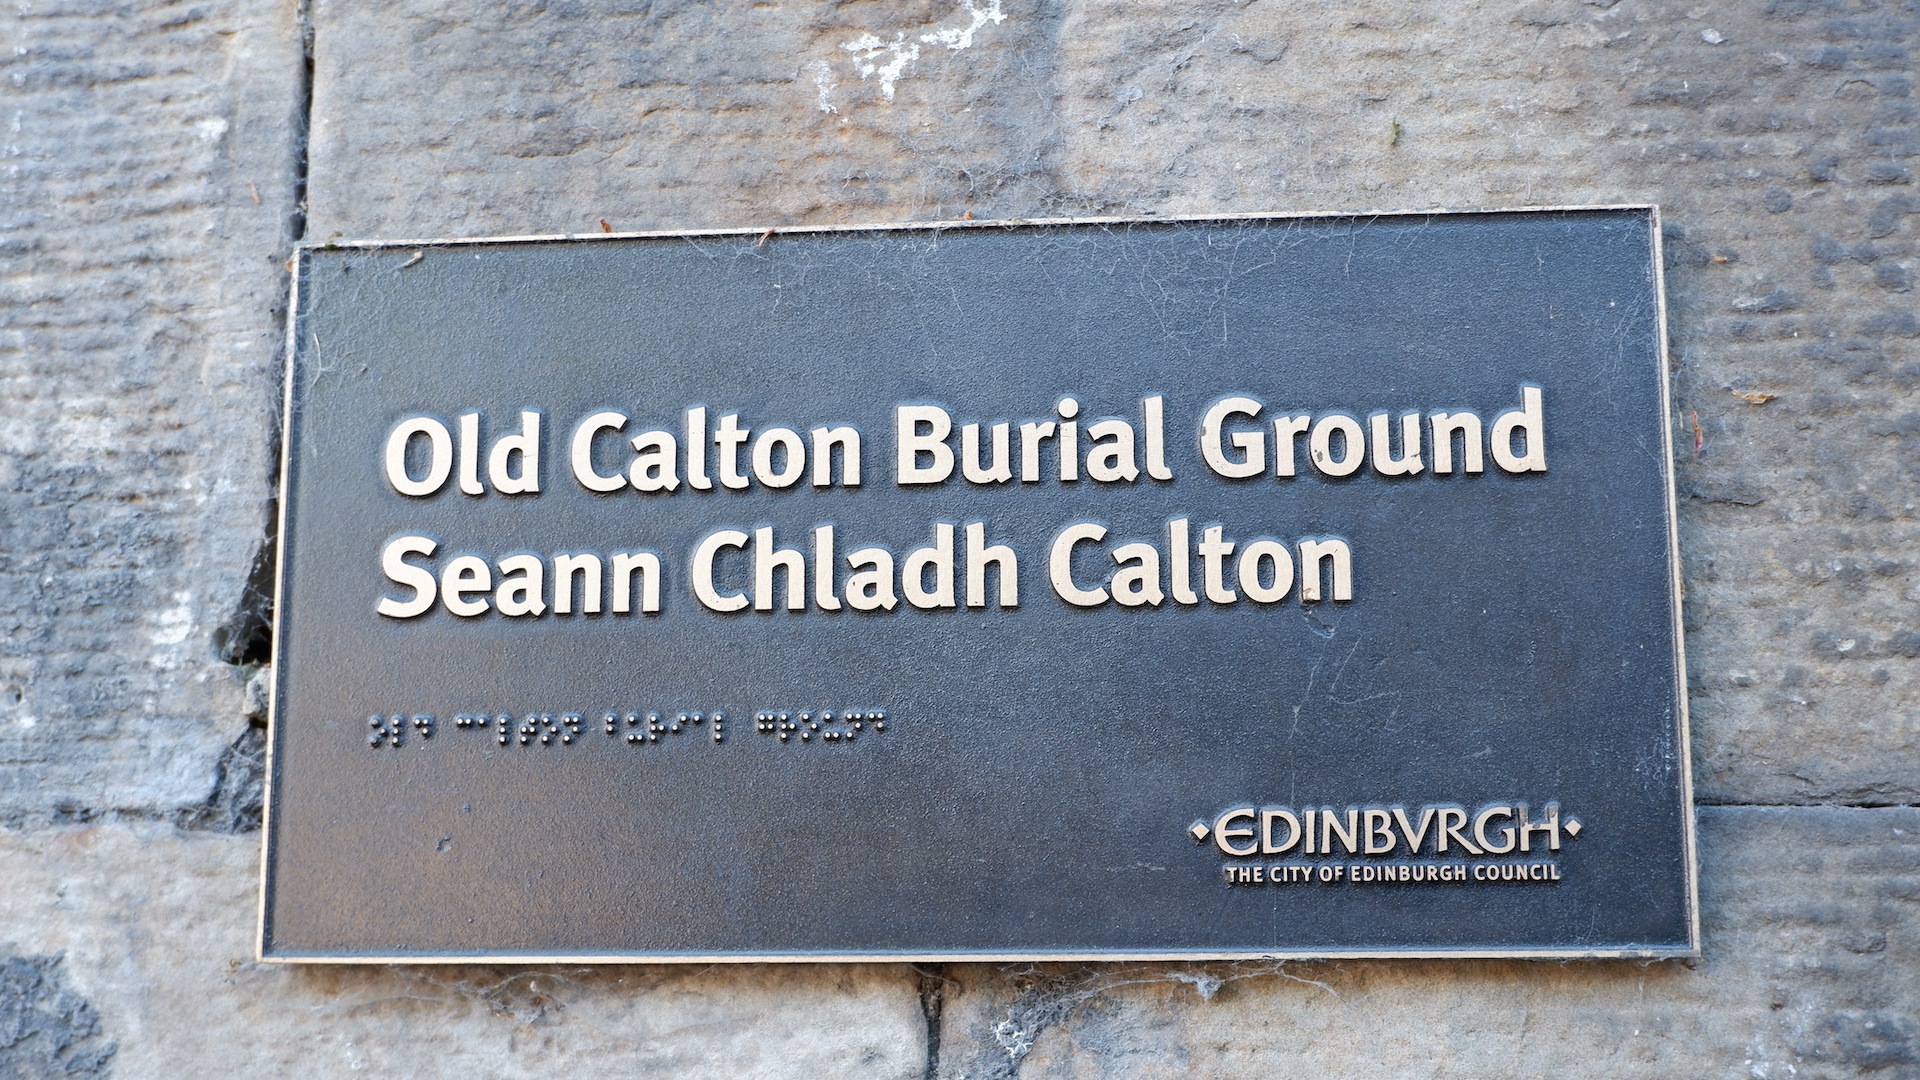 Old Calton Burial Ground
Seann Chladh Calton
EDINBVRGH
THE CITY OF EDINBURGH COUNCIL